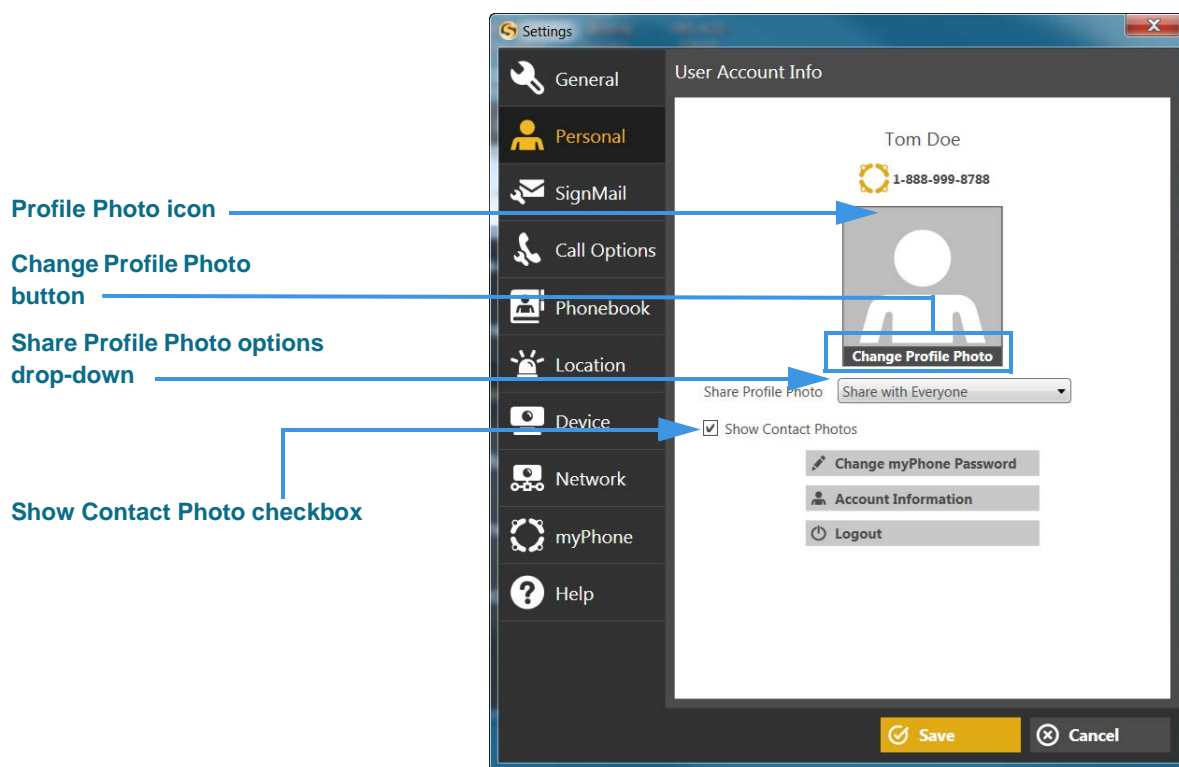 Settings
General
Personal
SignMail
Call Options
Phonebook
Location
Device
Network
myPhone
Help
User Account Info
Tom Doe
1-888-999-8788
Change Profile Photo
Share Profile Photo
Share with Everyone
Show Contact Photos
Change myPhone Password
Account Information
Logout
Save
Cancel
Profile Photo icon
Change Profile Photo
button
Share Profile Photo options
drop-down
Show Contact Photo checkbox